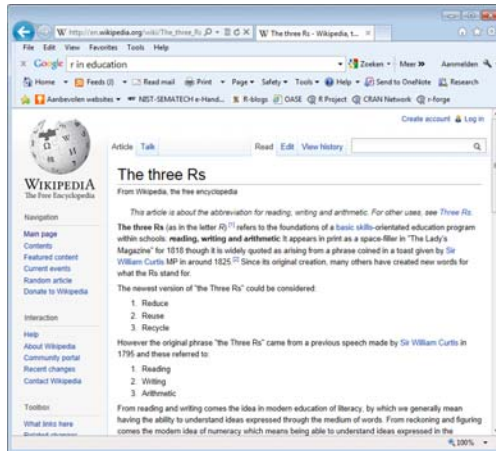 http://en.wikipedia.org/wiki/The_three_Rs
W The three Rs - Wikipedia, t...
File Edit View Favorites Tools Help
x Google r in education Zoeken Meer » Aanmelden
Home Feeds (J) Read mail Print Page Safety Tools Help Send to OneNote Research
Aanbevolen websites NIST-SEMATECH e-Hand... R-blogs OASE R Project CRAN Network r-forge
Create account Log in
Article Talk Read Edit View history
WIKIPEDIA
The Free Encyclopedia
Navigation
Main page
Contents
Featured content
Current events
Random article
Donate to Wikipedia
Interaction
Help
About Wikipedia
Community portal
Recent changes
Contact Wikipedia
Toolbox
What links here
Related changes
The three Rs
From Wikipedia, the free encyclopedia
This article is about the abbreviation for reading, writing and arithmetic. For other uses, see Three Rs.
The three Rs (as in the letter R) [1] refers to the foundations of a basic skills-orientated education program
within schools: reading, writing and arithmetic. It appears in print as a space-filler in "The Lady's
Magazine" for 1818 though it is widely quoted as arising from a phrase coined in a toast given by Sir
William Curtis MP in around 1825.[2] Since its original creation, many others have created new words for
what the Rs stand for.
The newest version of "the Three Rs" could be considered:
1. Reduce
2. Reuse
3. Recycle
However the original phrase "the Three Rs" came from a previous speech made by Sir William Curtis in
1795 and these referred to:
1. Reading
2. Writing
3. Arithmetic
From reading and writing comes the idea in modern education of literacy, by which we generally mean
having the ability to understand ideas expressed through the medium of words. From reckoning and figuring
comes the modern idea of numeracy which means being able to understand ideas expressed in the
100%